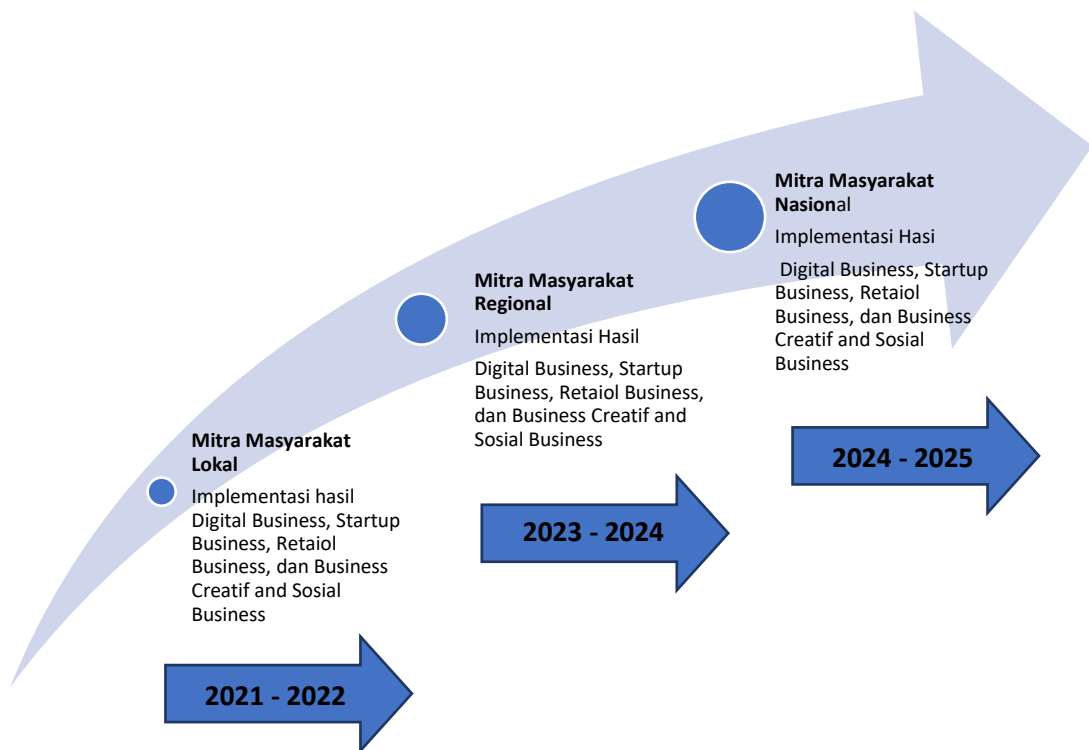 Mitra Masyarakat
Lokal
Implementasi hasil
Digital Business, Startup
Business, Retaiol
Business, dan Business
Creatif and Sosial
Business
2021 - 2022
Mitra Masyarakat
Regional
Implementasi Hasil
Digital Business, Startup
Business, Retaiol Business,
dan Business Creatif and
Sosial Business
2023 - 2024
Mitra Masyarakat
Nasional
Implementasi Hasi
Digital Business, Startup
Business, Retaiol
Business, dan Business
Creatif and Sosial
Business
2024 - 2025